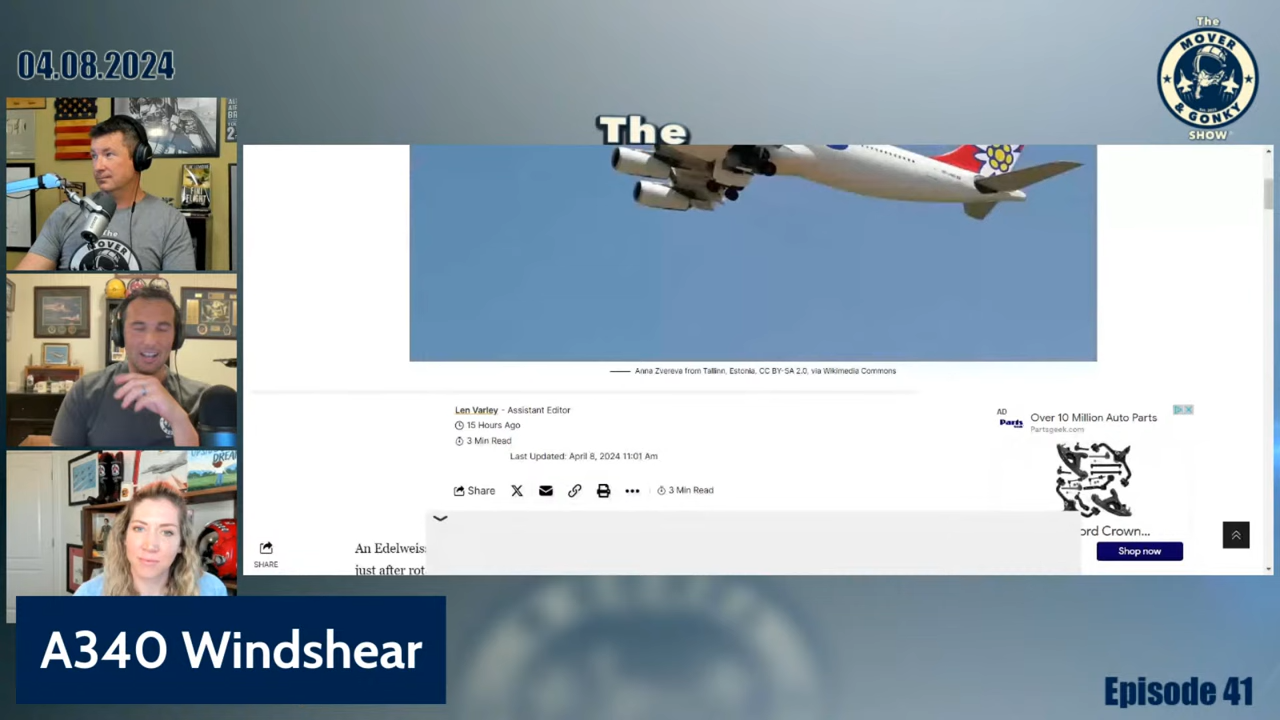 04.08.2024
The
MOVER
& GONKY
SHOW
The
Anna Zvereva from Tallinn, Estonia, CC BY-SA 2.0, via Wikimedia Commons
Len Varley - Assistant Editor
15 Hours Ago
3 Min Read
Last Updated: April 8, 2024 11:01 Am
Share
3 Min Read
AD
Parts
Over 10 Million Auto Parts
Partsgeek.com
ord Crown...
Shop now
SHARE
An Edelweis
just after rot
A340 Windshear
Episode 41